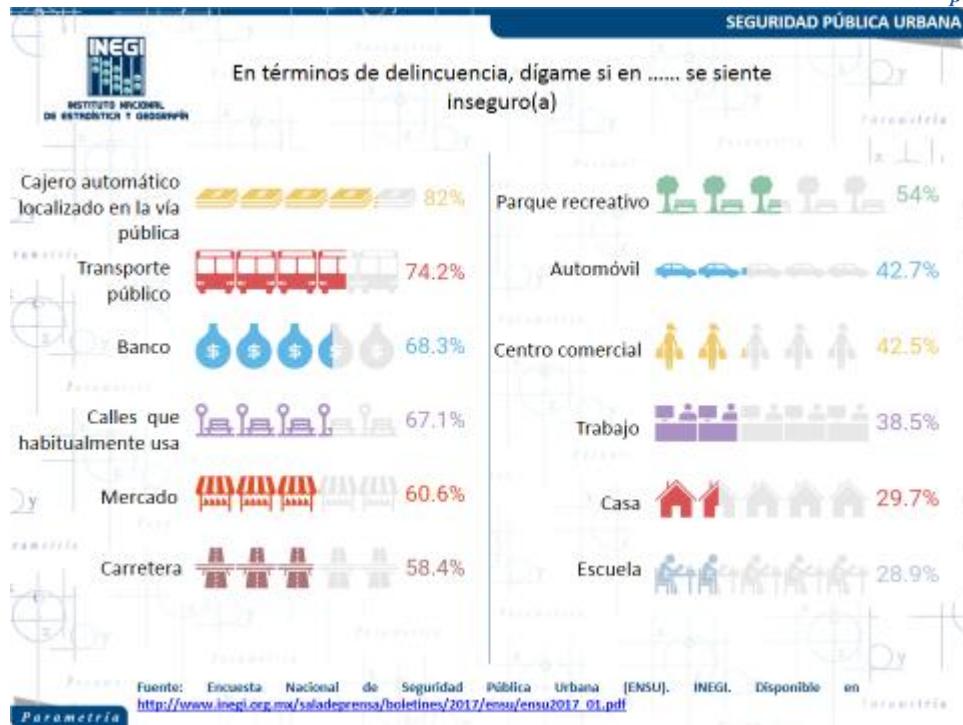 SEGURIDAD PÚBLICA URBANA
INEGI
INSTITUTO NACIONAL
DE ESTADÍSTICA Y GEOGRAFÍA
En términos de delincuencia, dígame si en ...... se siente
inseguro(a)
Cajero automático
localizado en la vía
pública
82%
Transporte
público
74.2%
Banco
68.3%
Calles que
habitualmente usa
67.1%
Mercado
60.6%
Carretera
58.4%
Parque recreativo
54%
Automóvil
42.7%
Centro comercial
42.5%
Trabajo
38.5%
Casa
29.7%
Escuela
28.9%
Fuente: Encuesta Nacional de Seguridad Pública Urbana (ENSU). INEGI. Disponible en
http://www.inegi.org.mx/saladeprensa/boletines/2017/ensu/ensu2017_01.pdf
Parametría